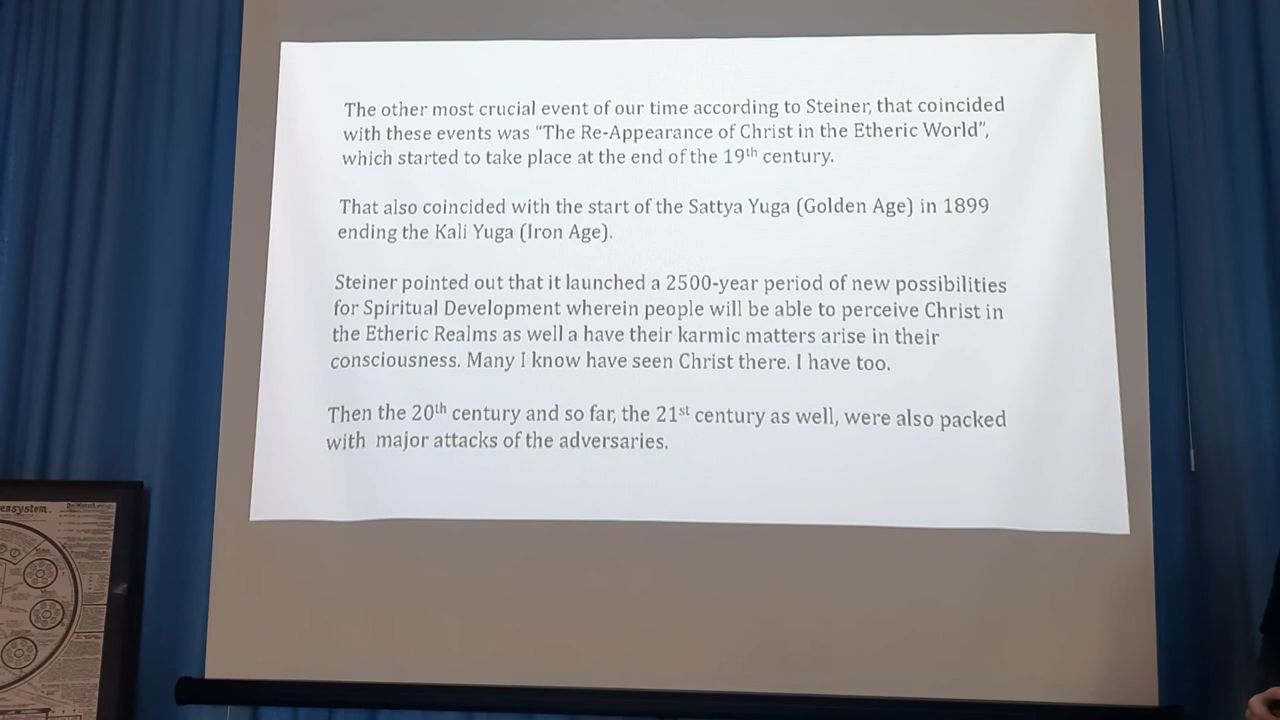 The other most crucial event of our time according to Steiner, that coincided
with these events was “The Re-Appearance of Christ in the Etheric World”,
which started to take place at the end of the 19th century.
That also coincided with the start of the Sattya Yuga (Golden Age) in 1899
ending the Kali Yuga (Iron Age).
Steiner pointed out that it launched a 2500-year period of new possibilities
for Spiritual Development wherein people will be able to perceive Christ in
the Etheric Realms as well a have their karmic matters arise in their
consciousness. Many I know have seen Christ there. I have too.
Then the 20th century and so far, the 21st century as well, were also packed
with major attacks of the adversaries.